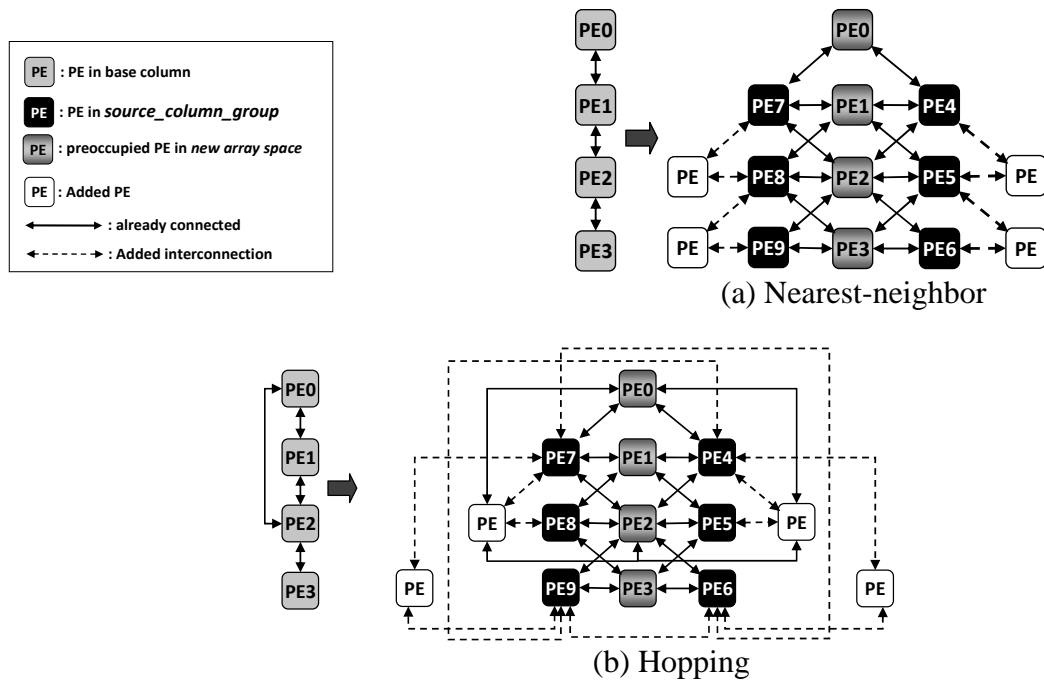 PE : PE in base column
PE : PE in source_column_group
PE : preoccupied PE in new array space
PE : Added PE
: already connected
: Added interconnection
PE0
PE1
PE2
PE3
PE0
PE7 PE1 PE4
PE PE8 PE2 PE5 PE
PE PE9 PE3 PE6 PE
(a) Nearest-neighbor
PE0
PE1
PE2
PE3
PE0
PE7 PE1 PE4
PE PE8 PE2 PE5 PE
PE PE9 PE3 PE6 PE
(b) Hopping